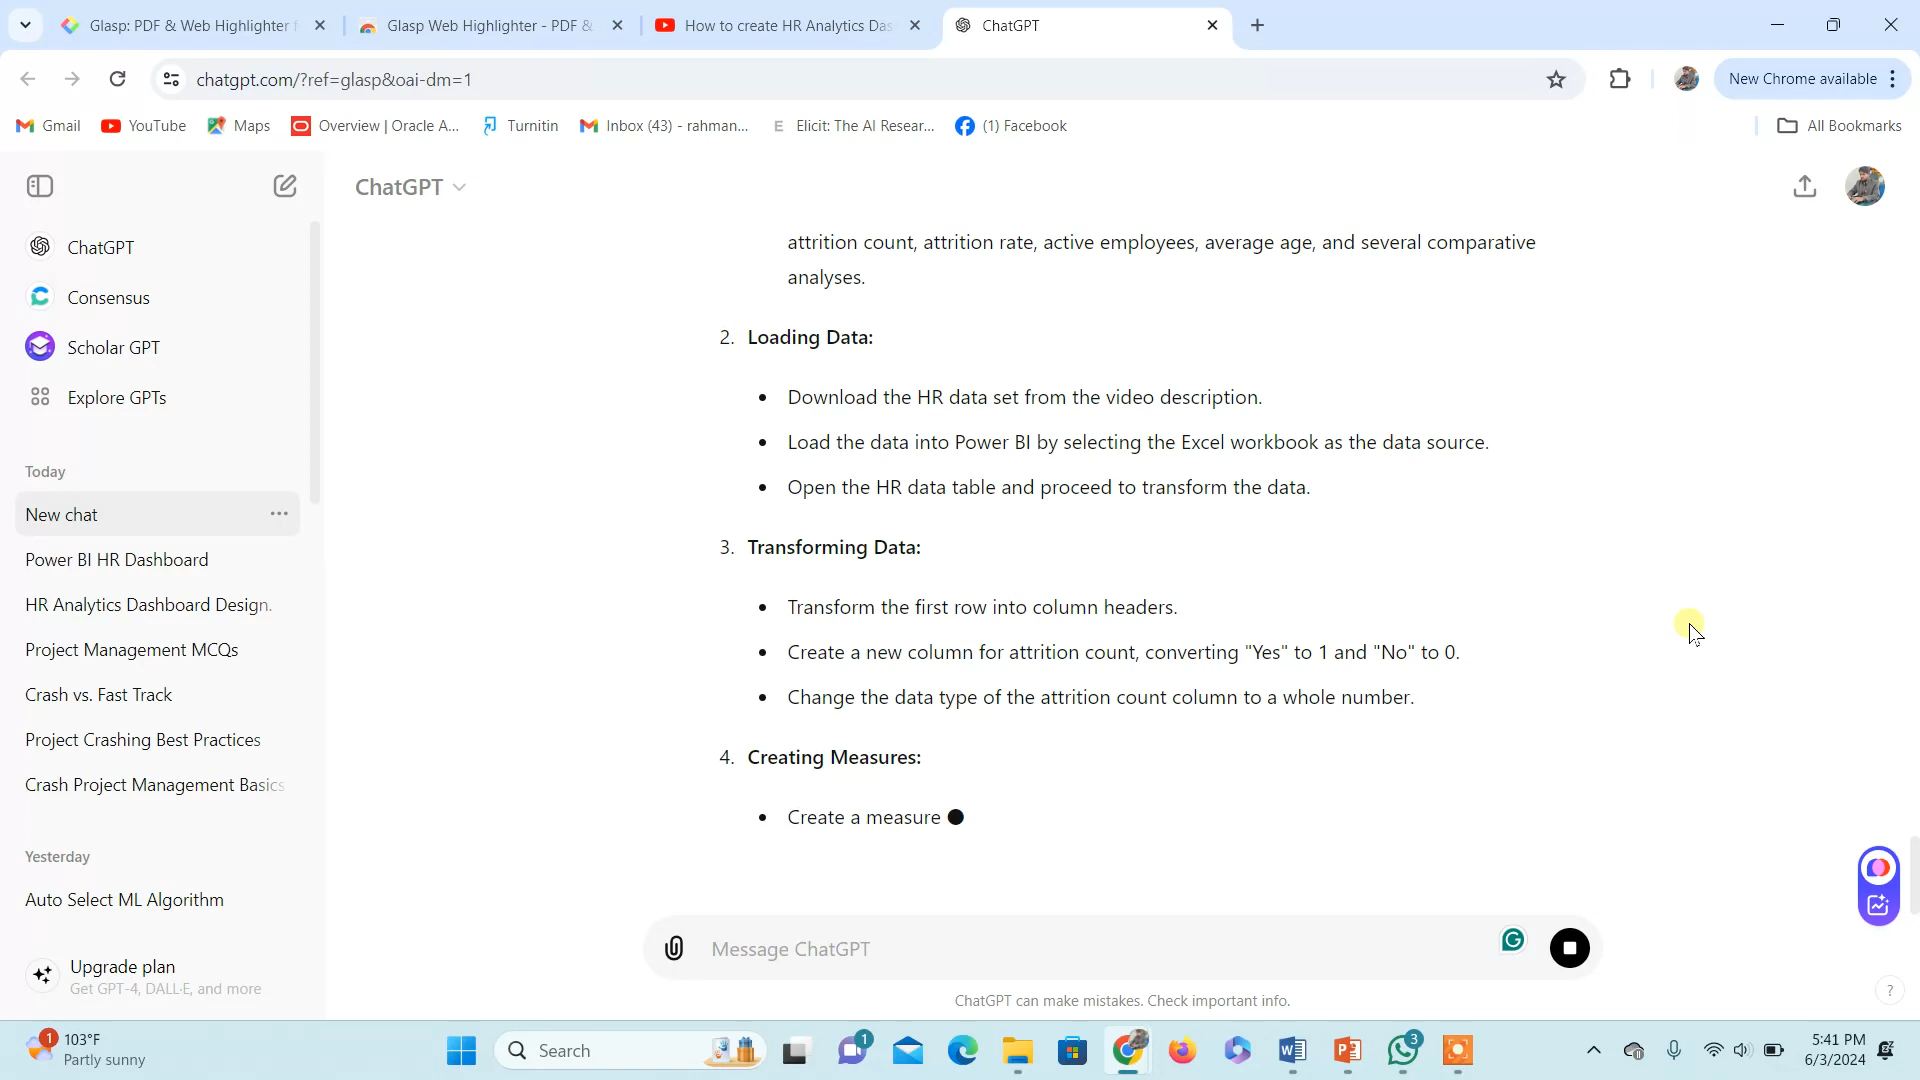 Glasp: PDF & Web Highlighter f
Glasp Web Highlighter - PDF &
How to create HR Analytics Das
ChatGPT
chatgpt.com/?ref=glasp&oai-dm=1
New Chrome available
Gmail
YouTube
Maps
Overview | Oracle A...
Turnitin
Inbox (43) - rahman...
E Elicit: The AI Resear...
(1) Facebook
All Bookmarks
ChatGPT
ChatGPT
Consensus
Scholar GPT
Explore GPTs
Today
New chat
Power BI HR Dashboard
HR Analytics Dashboard Design.
Project Management MCQs
Crash vs. Fast Track
Project Crashing Best Practices
Crash Project Management Basics
Yesterday
Auto Select ML Algorithm
Upgrade plan
Get GPT-4, DALL·E, and more
attrition count, attrition rate, active employees, average age, and several comparative
analyses.
2. Loading Data:
• Download the HR data set from the video description.
• Load the data into Power BI by selecting the Excel workbook as the data source.
• Open the HR data table and proceed to transform the data.
3. Transforming Data:
• Transform the first row into column headers.
• Create a new column for attrition count, converting "Yes" to 1 and "No" to 0.
• Change the data type of the attrition count column to a whole number.
4. Creating Measures:
• Create a measure
Message ChatGPT
ChatGPT can make mistakes. Check important info.
?
1
103°F
Partly sunny
Search
1
3
5:41 PM
6/3/2024